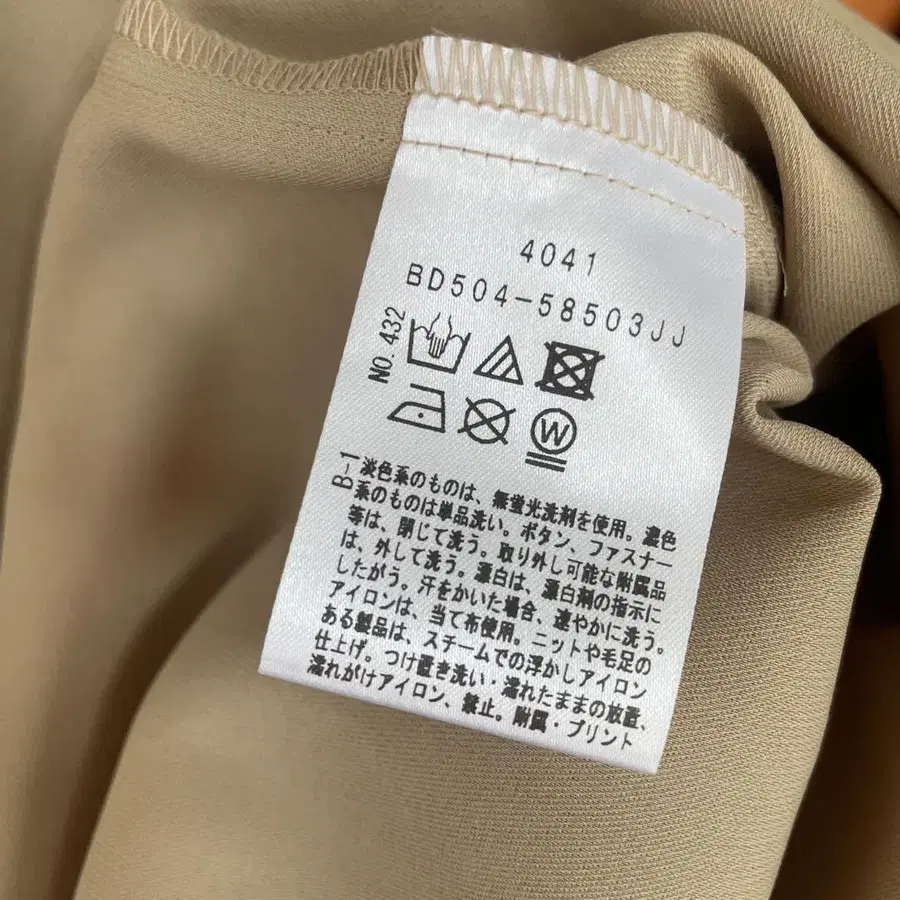 4041
BD504-58503JJ
NO.432
W
B-1
淡色系のものは、無蛍光洗剤を使用。濃色
系のものは単品洗い。ボタン、ファスナー
等は、閉じて洗う。取り外し可能な附属品
は、外して洗う。漂白は、漂白剤の指示に
したがう。汗をかいた場合、速やかに洗う。
アイロンは、当て布使用。ニットや毛足の
ある製品は、スチームでの浮かしアイロン
仕上げ。つけ置き洗い・濡れたままの放置、
濡れがけアイロン、禁止。附属・プリント